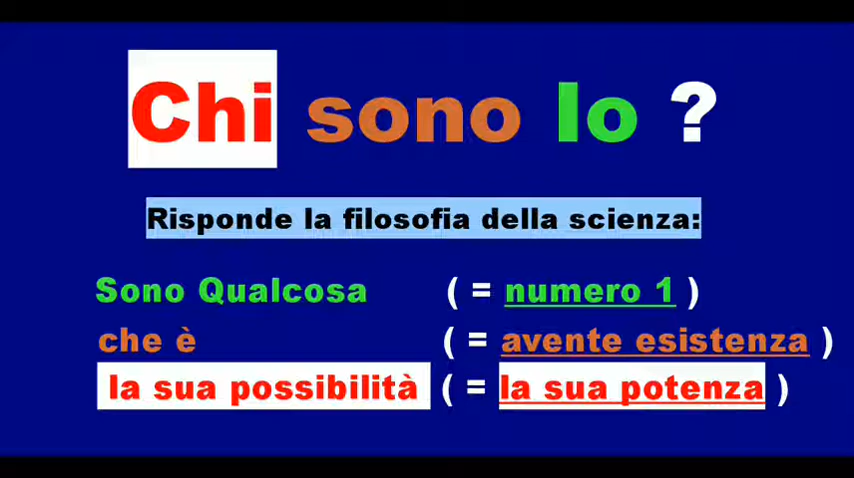 Chi sono Io ?
Risponde la filosofia della scienza:
Sono Qualcosa ( = numero 1 )
che è ( = avente esistenza )
la sua possibilità ( = la sua potenza )